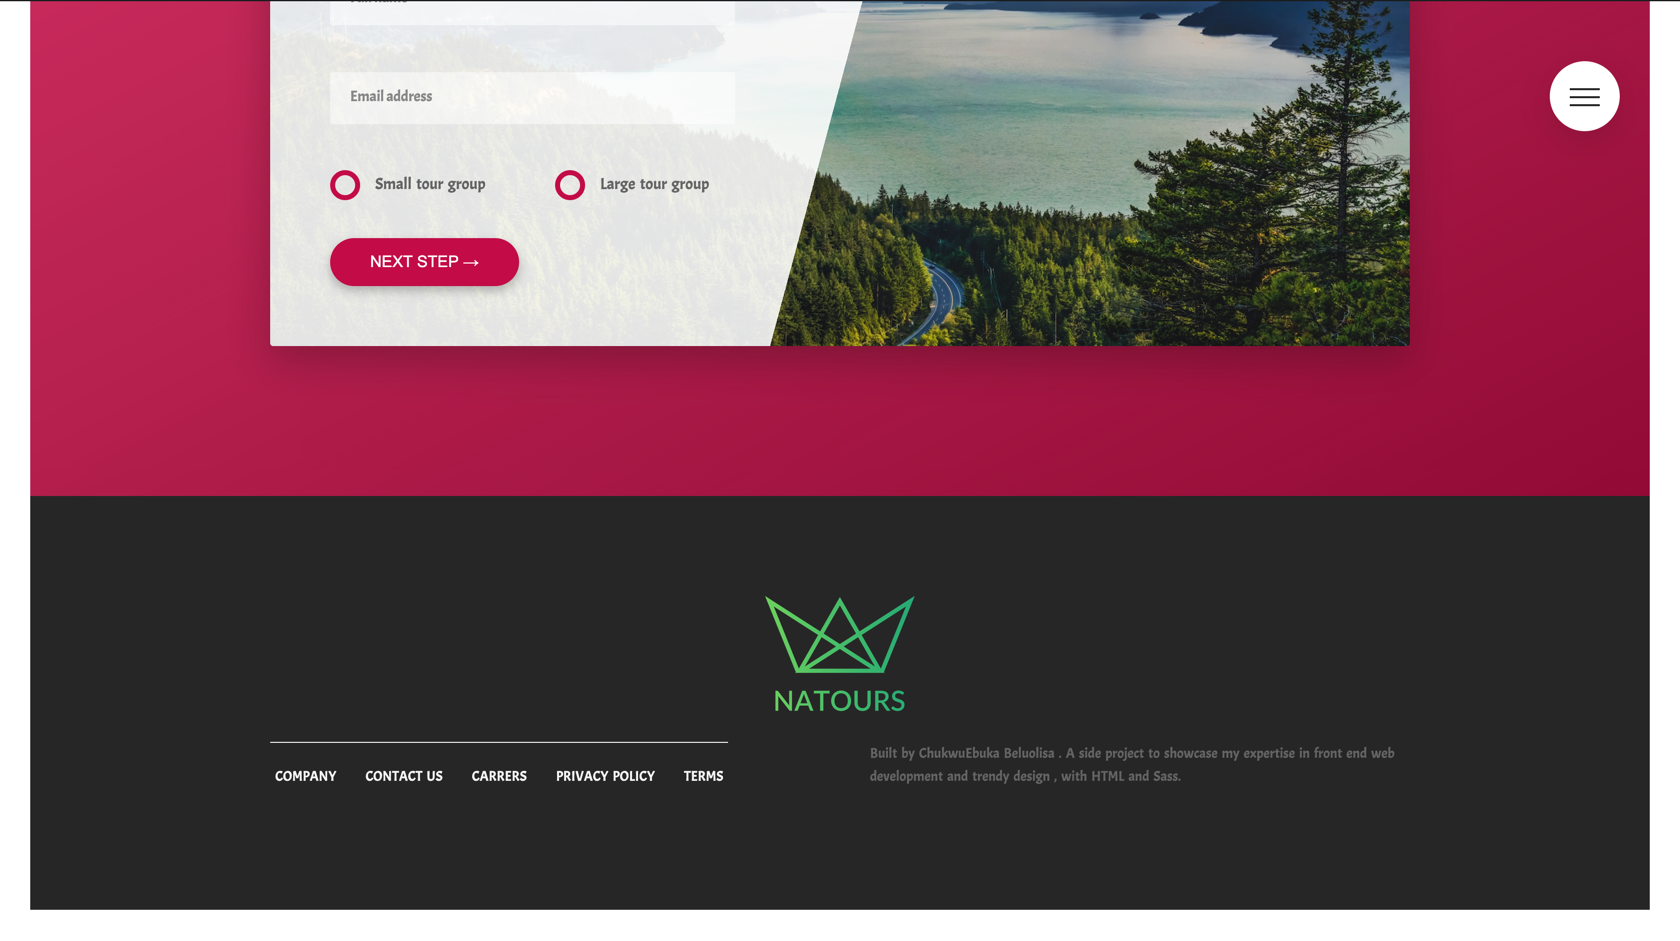 Email address
Small tour group
Large tour group
NEXT STEP →
NATOURS
COMPANY CONTACT US CARRERS PRIVACY POLICY TERMS
Built by ChukwuEbuka Beluolisa . A side project to showcase my expertise in front end web
development and trendy design , with HTML and Sass.